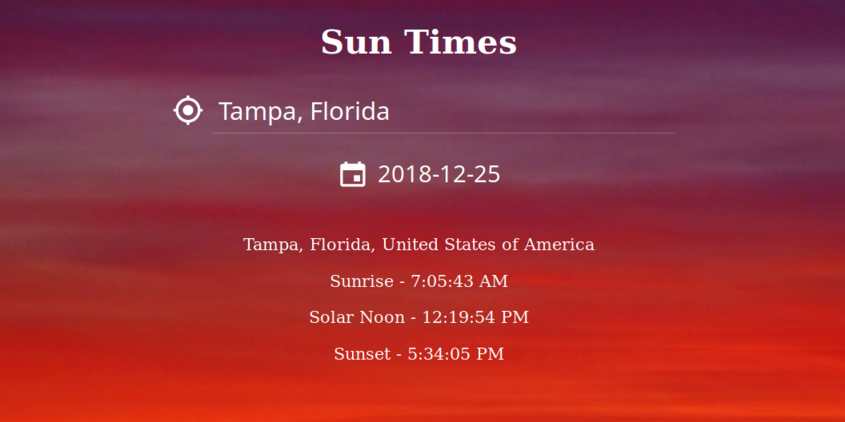 Sun Times
Tampa, Florida
2018-12-25
Tampa, Florida, United States of America
Sunrise - 7:05:43 AM
Solar Noon - 12:19:54 PM
Sunset - 5:34:05 PM